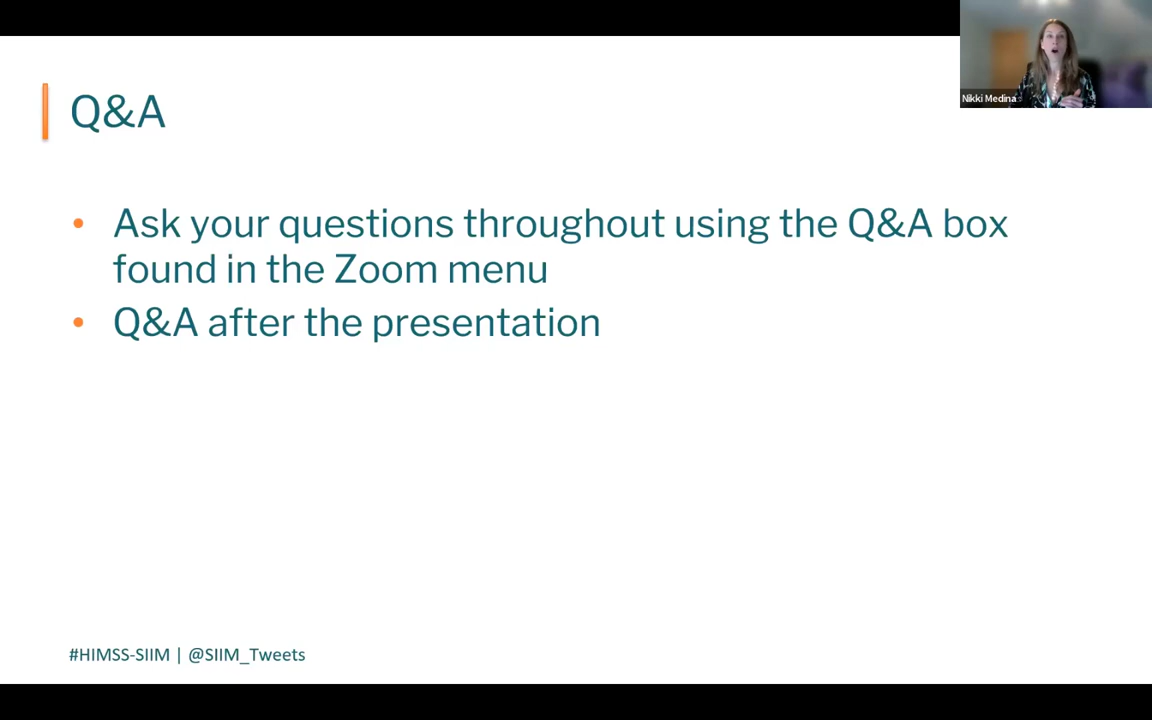 Nikki Medina
Q&A
• Ask your questions throughout using the Q&A box
found in the Zoom menu
• Q&A after the presentation
#HIMSS-SIIM | @SIIM_Tweets